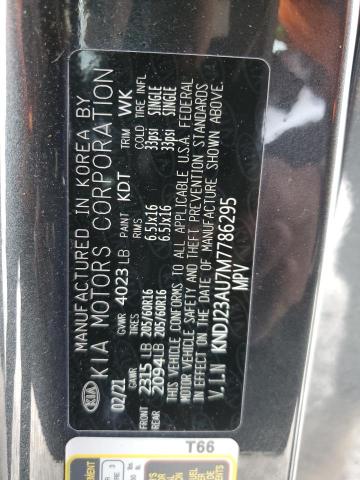 MANUFACTURED IN KOREA BY
KIA MOTORS CORPORATION
02/21 GVWR 4023 LB PAINT KDT TRIM WK
GAWR TIRES RIMS COLD TIRE INFL
FRONT 2315 LB 205/60R16 6.5Jx16 33psi SINGLE
2094LB 205/60R16 6.5Jx16 33psi SINGLE
THIS VEHICLE CONFORMS TO ALL APPLICABLE U.S.A. FEDERAL
MOTOR VEHICLE SAFETY AND THEFT PREVENTION STANDARDS
IN EFFECT ON THE DATE OF MANUFACTURE SHOWN ABOVE.
V.I.N KNDJ23AU7M7786295
MPV
KIA
T66